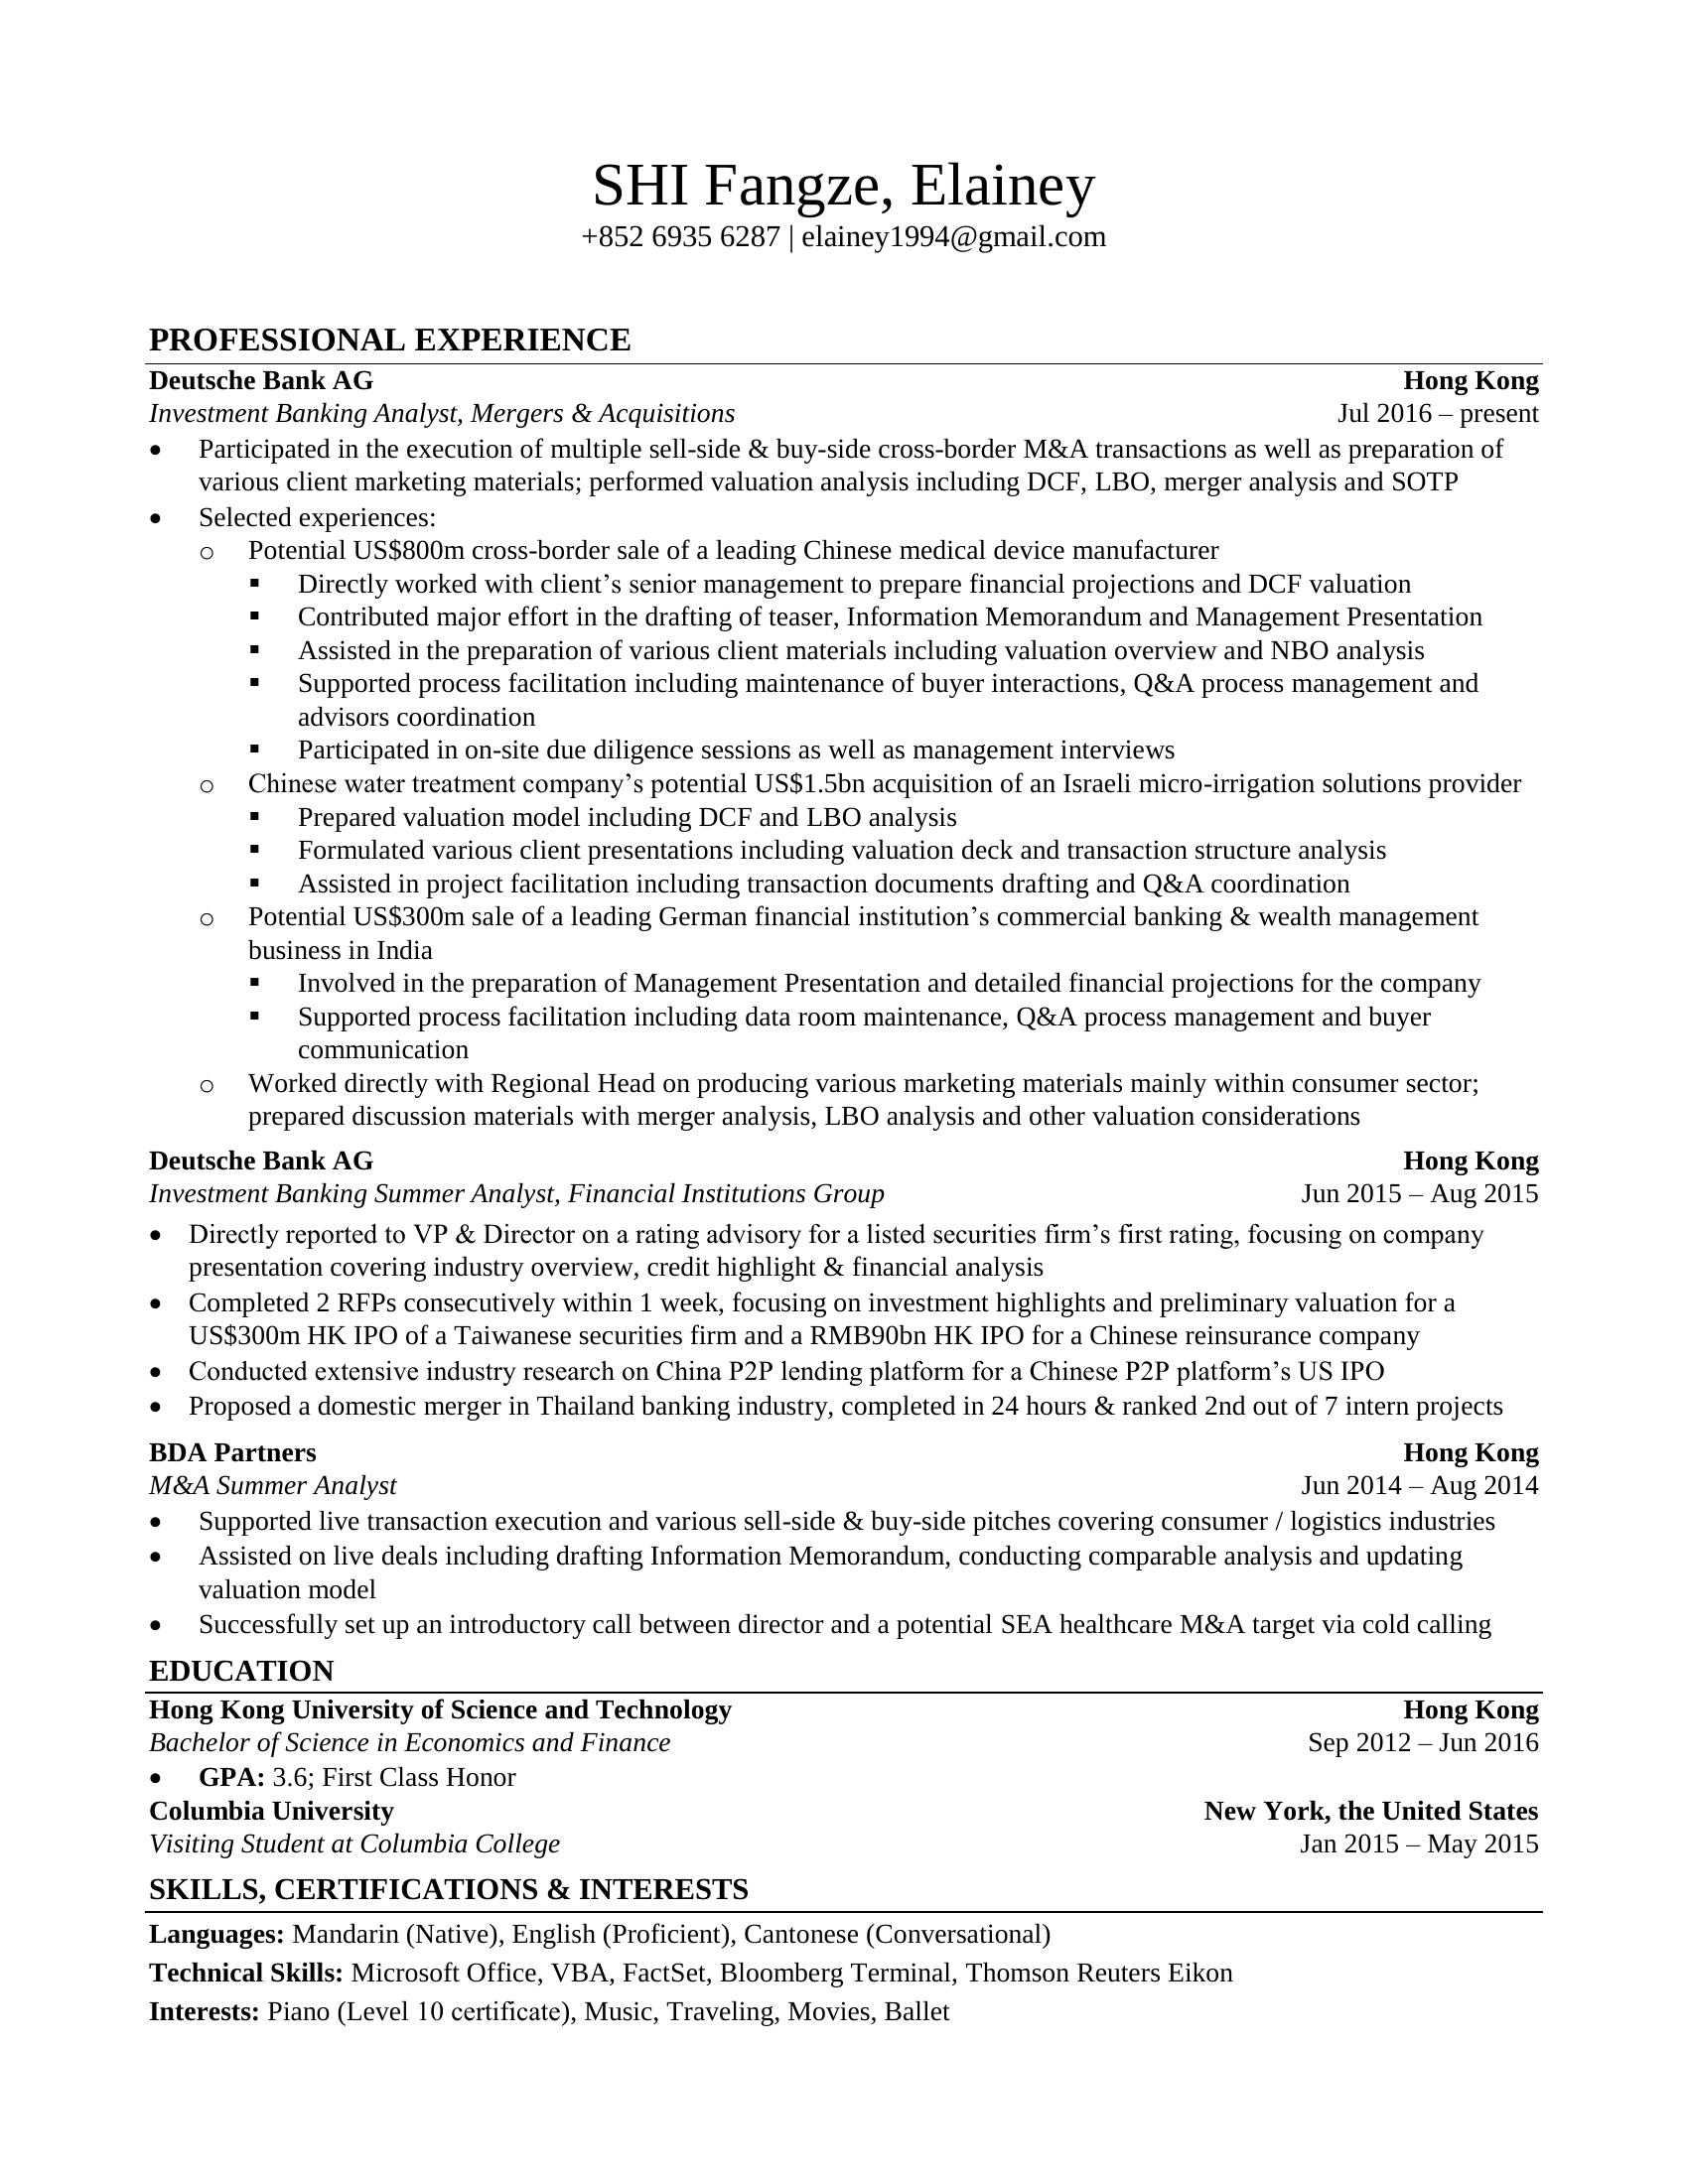 SHI Fangze, Elainey
+852 6935 6287 | elainey1994@gmail.com
PROFESSIONAL EXPERIENCE
Deutsche Bank AG Hong Kong
Investment Banking Analyst, Mergers & Acquisitions Jul 2016 – present
• Participated in the execution of multiple sell-side & buy-side cross-border M&A transactions as well as preparation of
various client marketing materials; performed valuation analysis including DCF, LBO, merger analysis and SOTP
• Selected experiences:
o Potential US$800m cross-border sale of a leading Chinese medical device manufacturer
▪ Directly worked with client’s senior management to prepare financial projections and DCF valuation
▪ Contributed major effort in the drafting of teaser, Information Memorandum and Management Presentation
▪ Assisted in the preparation of various client materials including valuation overview and NBO analysis
▪ Supported process facilitation including maintenance of buyer interactions, Q&A process management and
advisors coordination
▪ Participated in on-site due diligence sessions as well as management interviews
o Chinese water treatment company’s potential US$1.5bn acquisition of an Israeli micro-irrigation solutions provider
▪ Prepared valuation model including DCF and LBO analysis
▪ Formulated various client presentations including valuation deck and transaction structure analysis
▪ Assisted in project facilitation including transaction documents drafting and Q&A coordination
o Potential US$300m sale of a leading German financial institution’s commercial banking & wealth management
business in India
▪ Involved in the preparation of Management Presentation and detailed financial projections for the company
▪ Supported process facilitation including data room maintenance, Q&A process management and buyer
communication
o Worked directly with Regional Head on producing various marketing materials mainly within consumer sector;
prepared discussion materials with merger analysis, LBO analysis and other valuation considerations
Deutsche Bank AG Hong Kong
Investment Banking Summer Analyst, Financial Institutions Group Jun 2015 – Aug 2015
• Directly reported to VP & Director on a rating advisory for a listed securities firm’s first rating, focusing on company
presentation covering industry overview, credit highlight & financial analysis
• Completed 2 RFPs consecutively within 1 week, focusing on investment highlights and preliminary valuation for a
US$300m HK IPO of a Taiwanese securities firm and a RMB90bn HK IPO for a Chinese reinsurance company
• Conducted extensive industry research on China P2P lending platform for a Chinese P2P platform’s US IPO
• Proposed a domestic merger in Thailand banking industry, completed in 24 hours & ranked 2nd out of 7 intern projects
BDA Partners Hong Kong
M&A Summer Analyst Jun 2014 – Aug 2014
• Supported live transaction execution and various sell-side & buy-side pitches covering consumer / logistics industries
• Assisted on live deals including drafting Information Memorandum, conducting comparable analysis and updating
valuation model
• Successfully set up an introductory call between director and a potential SEA healthcare M&A target via cold calling
EDUCATION
Hong Kong University of Science and Technology Hong Kong
Bachelor of Science in Economics and Finance Sep 2012 – Jun 2016
• GPA: 3.6; First Class Honor
Columbia University New York, the United States
Visiting Student at Columbia College Jan 2015 – May 2015
SKILLS, CERTIFICATIONS & INTERESTS
Languages: Mandarin (Native), English (Proficient), Cantonese (Conversational)
Technical Skills: Microsoft Office, VBA, FactSet, Bloomberg Terminal, Thomson Reuters Eikon
Interests: Piano (Level 10 certificate), Music, Traveling, Movies, Ballet